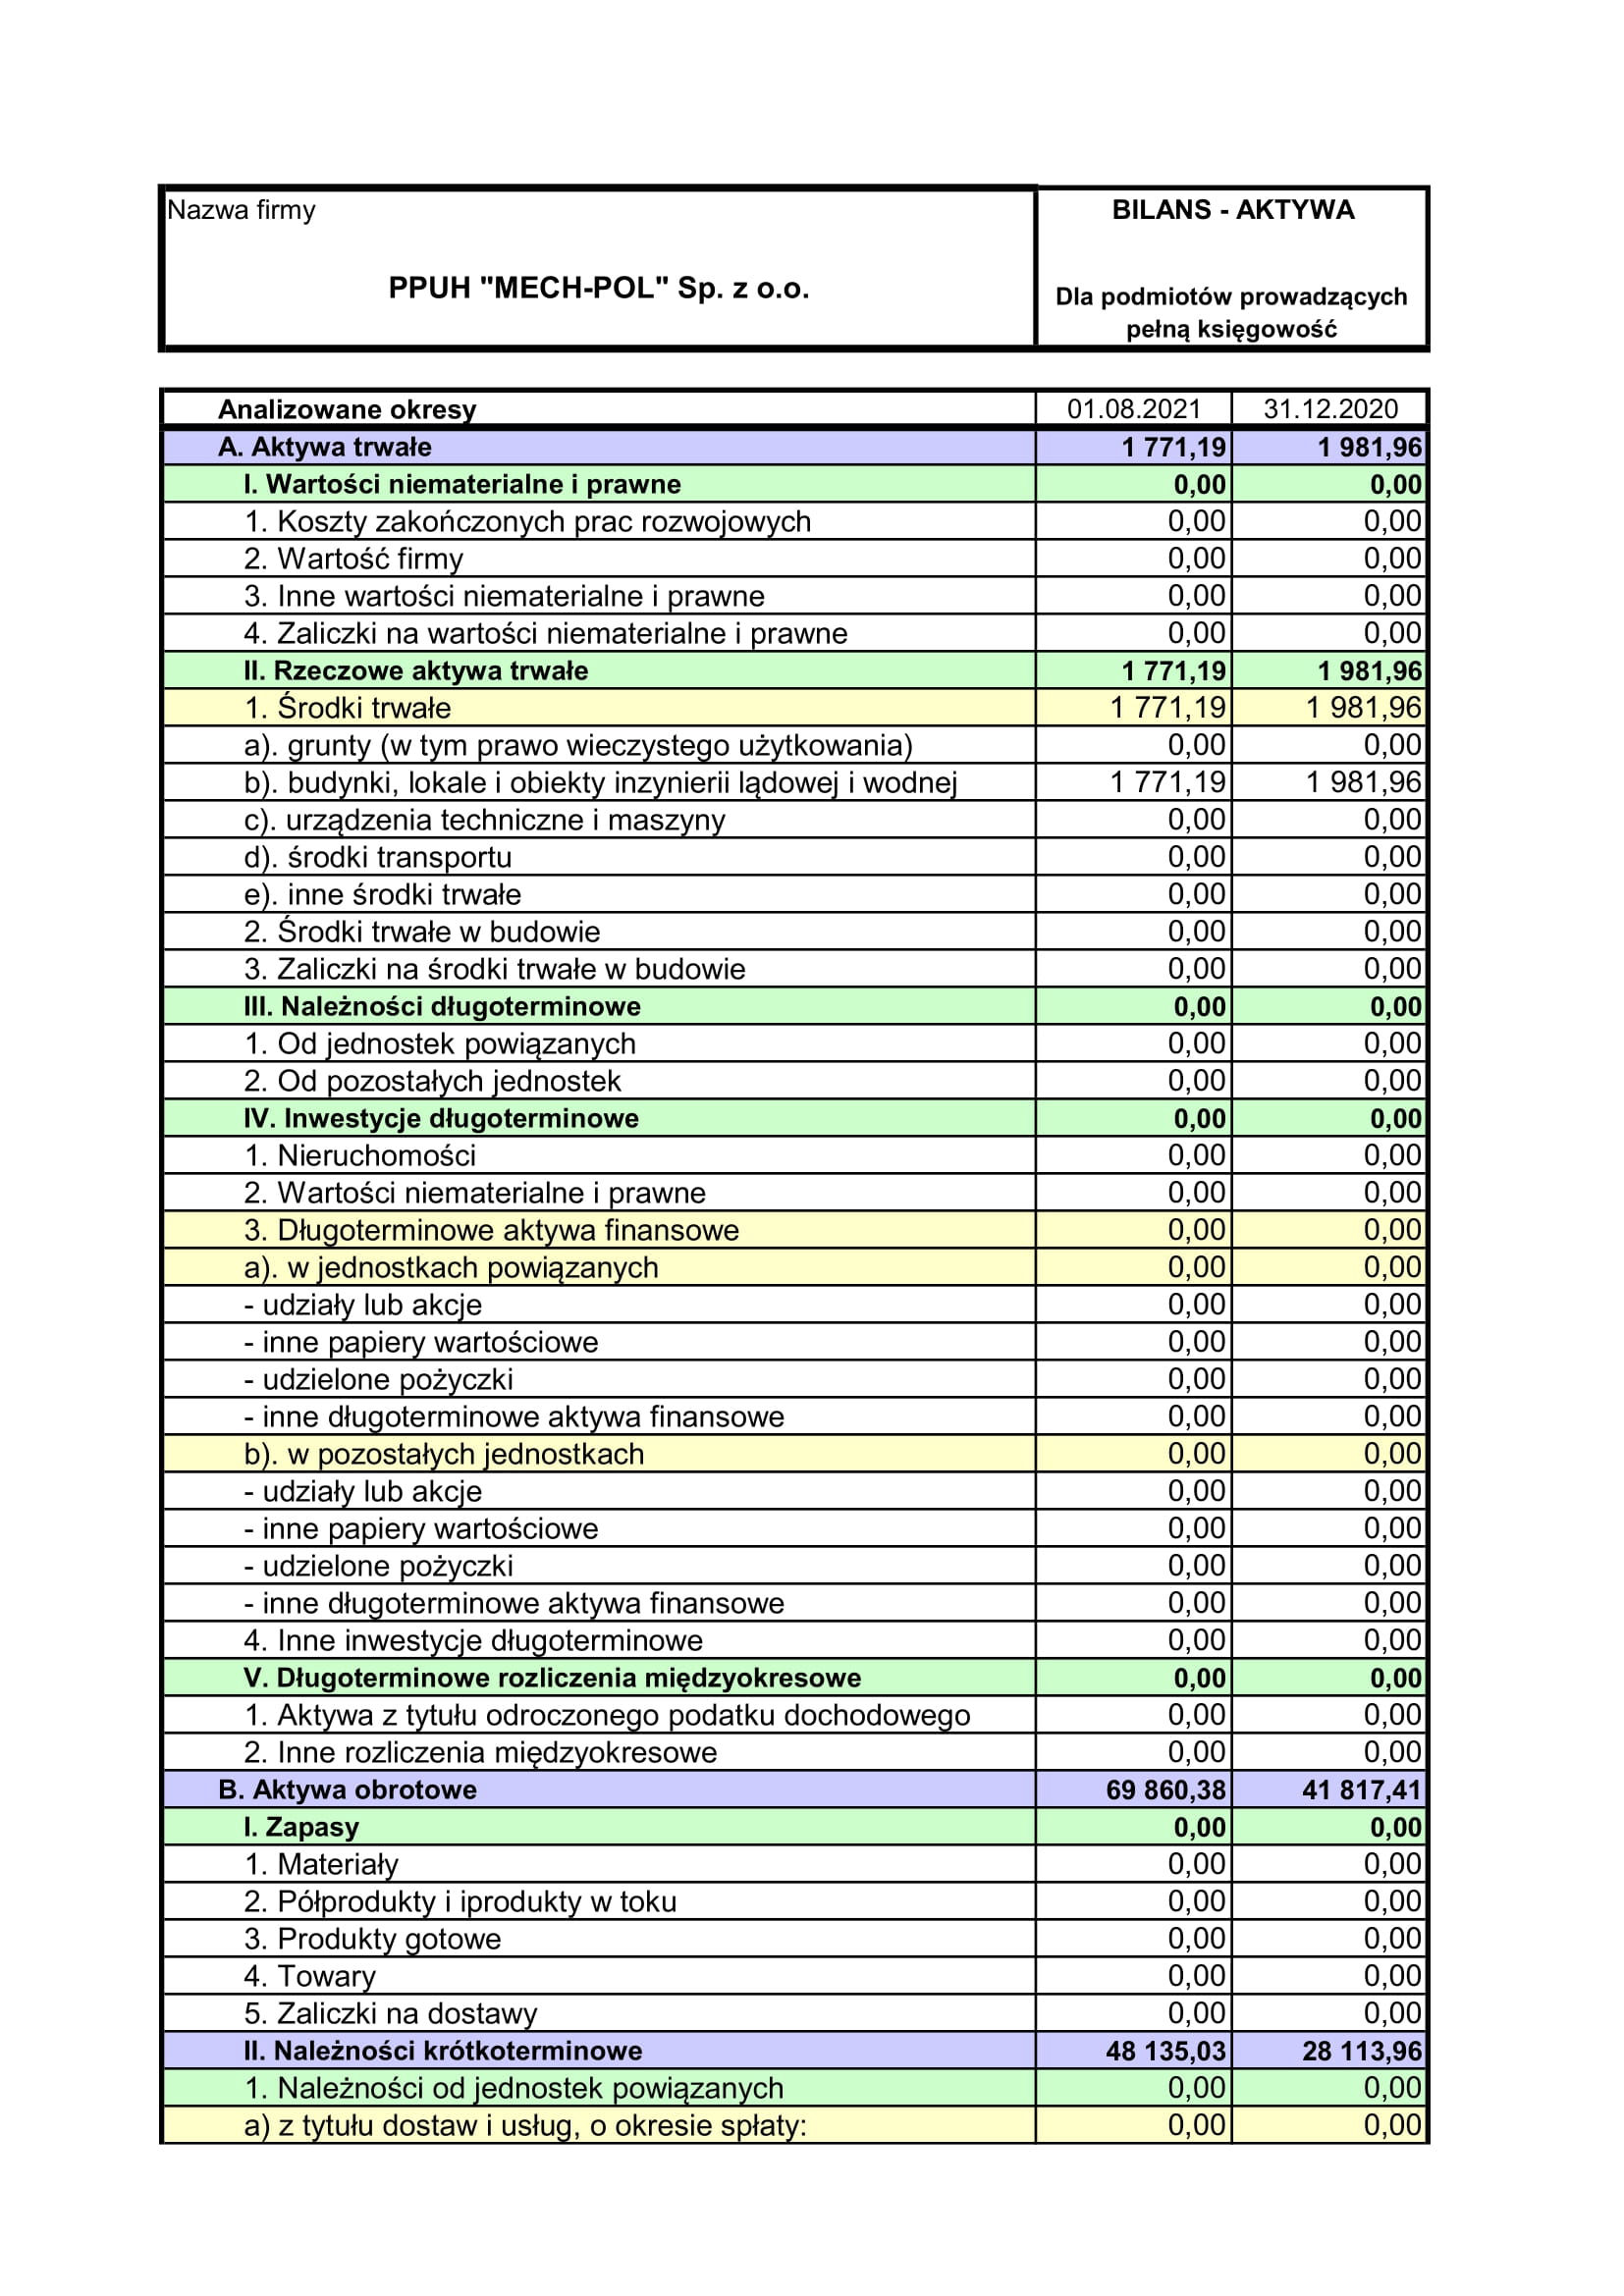 Nazwa firmy
BILANS - AKTYWA
PPUH "MECH-POL" Sp. z o.o.
Dla podmiotów prowadzących
pełną księgowość
Analizowane okresy 01.08.2021 31.12.2020
A. Aktywa trwałe 1 771,19 1 981,96
I. Wartości niematerialne i prawne 0,00 0,00
1. Koszty zakończonych prac rozwojowych 0,00 0,00
2. Wartość firmy 0,00 0,00
3. Inne wartości niematerialne i prawne 0,00 0,00
4. Zaliczki na wartości niematerialne i prawne 0,00 0,00
II. Rzeczowe aktywa trwałe 1 771,19 1 981,96
1. Środki trwałe 1 771,19 1 981,96
a). grunty (w tym prawo wieczystego użytkowania) 0,00 0,00
b). budynki, lokale i obiekty inzynierii lądowej i wodnej 1 771,19 1 981,96
c). urządzenia techniczne i maszyny 0,00 0,00
d). środki transportu 0,00 0,00
e). inne środki trwałe 0,00 0,00
2. Środki trwałe w budowie 0,00 0,00
3. Zaliczki na środki trwałe w budowie 0,00 0,00
III. Należności długoterminowe 0,00 0,00
1. Od jednostek powiązanych 0,00 0,00
2. Od pozostałych jednostek 0,00 0,00
IV. Inwestycje długoterminowe 0,00 0,00
1. Nieruchomości 0,00 0,00
2. Wartości niematerialne i prawne 0,00 0,00
3. Długoterminowe aktywa finansowe 0,00 0,00
a). w jednostkach powiązanych 0,00 0,00
- udziały lub akcje 0,00 0,00
- inne papiery wartościowe 0,00 0,00
- udzielone pożyczki 0,00 0,00
- inne długoterminowe aktywa finansowe 0,00 0,00
b). w pozostałych jednostkach 0,00 0,00
- udziały lub akcje 0,00 0,00
- inne papiery wartościowe 0,00 0,00
- udzielone pożyczki 0,00 0,00
- inne długoterminowe aktywa finansowe 0,00 0,00
4. Inne inwestycje długoterminowe 0,00 0,00
V. Długoterminowe rozliczenia międzyokresowe 0,00 0,00
1. Aktywa z tytułu odroczonego podatku dochodowego 0,00 0,00
2. Inne rozliczenia międzyokresowe 0,00 0,00
B. Aktywa obrotowe 69 860,38 41 817,41
I. Zapasy 0,00 0,00
1. Materiały 0,00 0,00
2. Półprodukty i iprodukty w toku 0,00 0,00
3. Produkty gotowe 0,00 0,00
4. Towary 0,00 0,00
5. Zaliczki na dostawy 0,00 0,00
II. Należności krótkoterminowe 48 135,03 28 113,96
1. Należności od jednostek powiązanych 0,00 0,00
a) z tytułu dostaw i usług, o okresie spłaty: 0,00 0,00